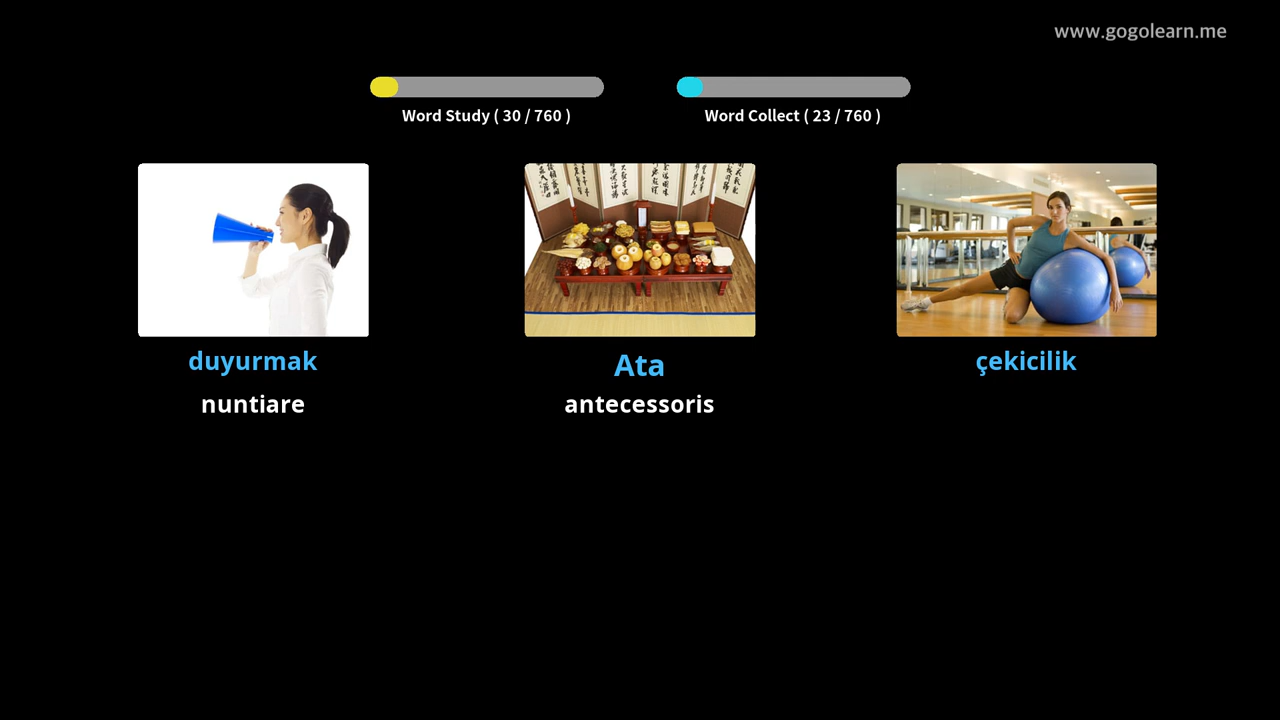 www.gogolearn.me
Word Study ( 30 / 760 )
Word Collect ( 23 / 760 )
duyurmak
Ata
çekicilik
nuntiare
antecessoris